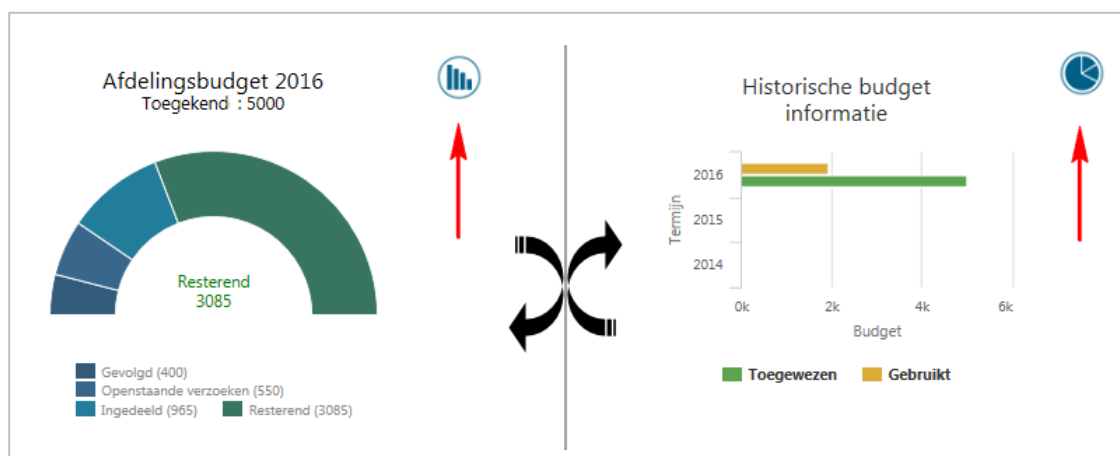 Afdelingsbudget 2016
Toegekend : 5000
Resterend
3085
Gevolgd (400)
Openstaande verzoeken (550)
Ingedeeld (965)
Resterend (3085)
Historische budget
informatie
Termijn
2016
2015
2014
0k
2k
4k
6k
Budget
Toegewezen
Gebruikt